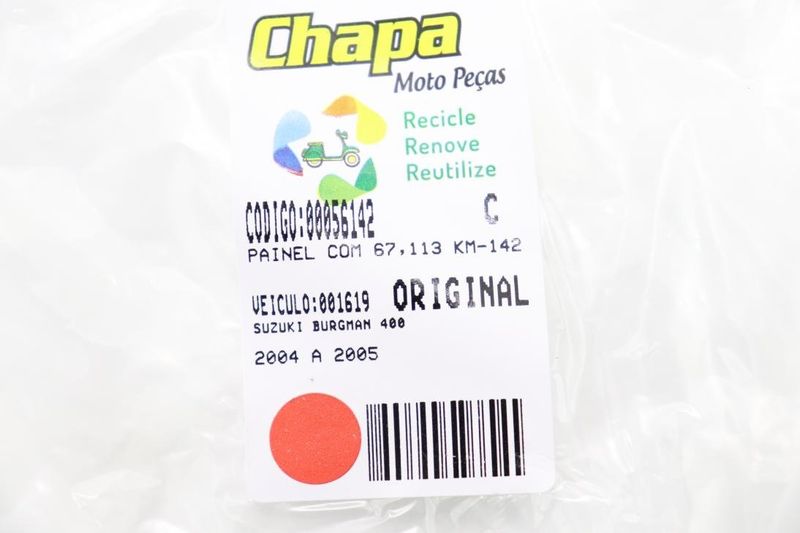 Chapa
Moto Peças
Recicle
Renove
Reutilize
CODIGO:00056142 C
PAINEL COM 67,113 KM-142
VEICULO:001619 ORIGINAL
SUZUKI BURGMAN 400
2004 A 2005